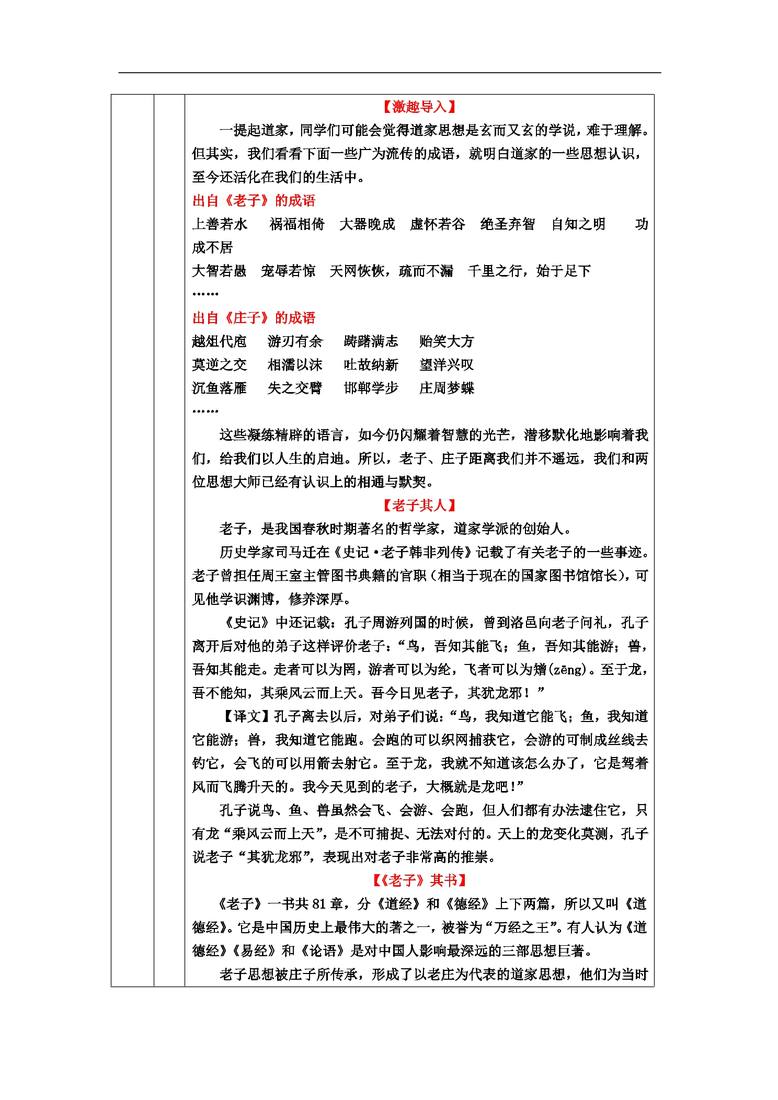 【激趣导入】
一提起道家，同学们可能会觉得道家思想是玄而又玄的学说，难于理解。
但其实，我们看看下面一些广为流传的成语，就明白道家的一些思想认识，
至今还活化在我们的生活中。
出自《老子》的成语
上善若水 祸福相倚 大器晚成 虚怀若谷 绝圣弃智 自知之明 功
成不居
大智若愚 宠辱若惊 天网恢恢，疏而不漏 千里之行，始于足下
……
出自《庄子》的成语
越俎代庖 游刃有余 踌躇满志 贻笑大方
莫逆之交 相濡以沫 吐故纳新 望洋兴叹
沉鱼落雁 失之交臂 邯郸学步 庄周梦蝶
……
这些凝练精辟的语言，如今仍闪耀着智慧的光芒，潜移默化地影响着我
们，给我们以人生的启迪。所以，老子、庄子距离我们并不遥远，我们和两
位思想大师已经有认识上的相通与默契。
【老子其人】
老子，是我国春秋时期著名的哲学家，道家学派的创始人。
历史学家司马迁在《史记·老子韩非列传》记载了有关老子的一些事迹。
老子曾担任周王室主管图书典籍的官职（相当于现在的国家图书馆馆长），可
见他学识渊博，修养深厚。
《史记》中还记载：孔子周游列国的时候，曾到洛邑向老子问礼，孔子
离开后对他的弟子这样评价老子：“鸟，吾知其能飞；鱼，吾知其能游；兽，
吾知其能走。走者可以为罔，游者可以为纶，飞者可以为矰(zēng)。至于龙，
吾不能知，其乘风云而上天。吾今日见老子，其犹龙邪！”
【译文】孔子离去以后，对弟子们说：“鸟，我知道它能飞；鱼，我知道
它能游；兽，我知道它能跑。会跑的可以织网捕获它，会游的可制成丝线去
钓它，会飞的可以用箭去射它。至于龙，我就不知道该怎么办了，它是驾着
风而飞腾升天的。我今天见到的老子，大概就是龙吧！”
孔子说鸟、鱼、兽虽然会飞、会游、会跑，但人们都有办法逮住它，只
有龙“乘风云而上天”，是不可捕捉、无法对付的。天上的龙变化莫测，孔子
说老子“其犹龙邪”，表现出对老子非常高的推崇。
【《老子》其书】
《老子》一书共 81 章，分《道经》和《德经》上下两篇，所以又叫《道
德经》。它是中国历史上最伟大的著之一，被誉为“万经之王”。有人认为《道
德经》《易经》和《论语》是对中国人影响最深远的三部思想巨著。
老子思想被庄子所传承，形成了以老庄为代表的道家思想，他们为当时